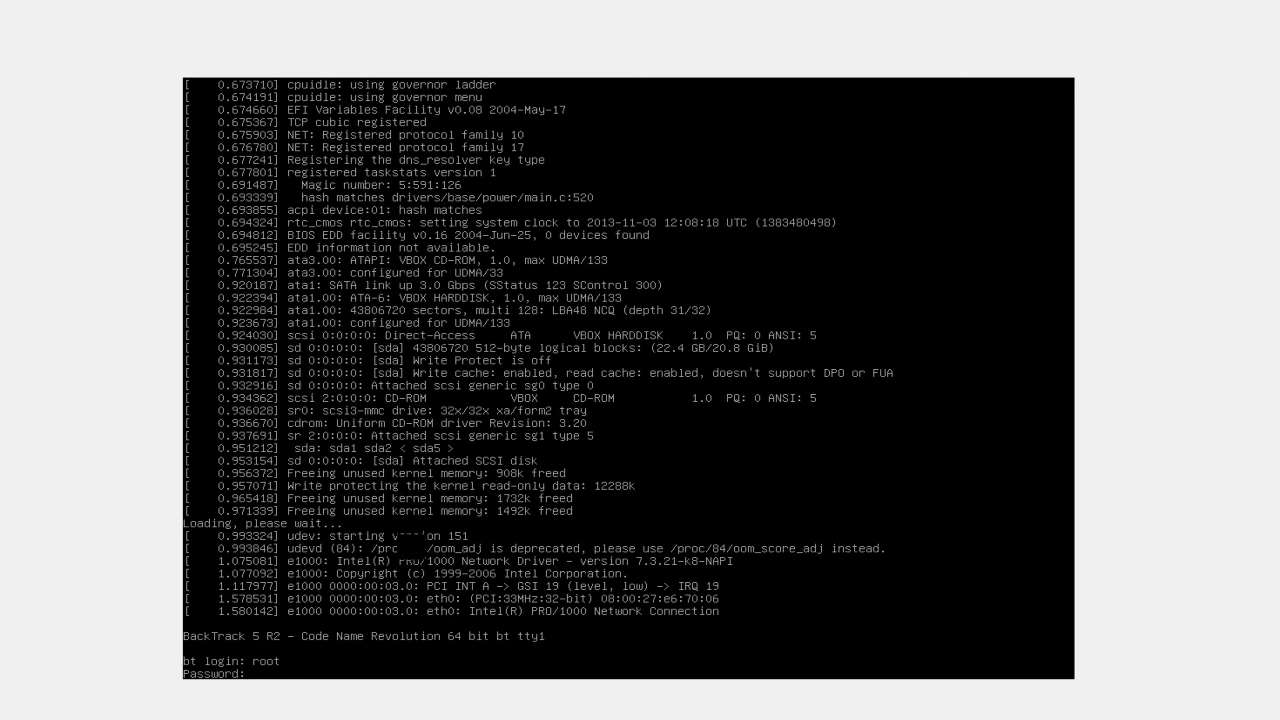 [    0.673710] cpuidle: using governor ladder
[    0.674191] cpuidle: using governor menu
[    0.674660] EFI Variables Facility v0.08 2004-May-17
[    0.675367] TCP cubic registered
[    0.675903] NET: Registered protocol family 10
[    0.676780] NET: Registered protocol family 17
[    0.677241] Registering the dns_resolver key type
[    0.677801] registered taskstats version 1
[    0.691487]   Magic number: 5:591:126
[    0.693339]   hash matches drivers/base/power/main.c:520
[    0.693855] acpi device:01: hash matches
[    0.694324] rtc_cmos rtc_cmos: setting system clock to 2013-11-03 12:08:18 UTC (1383480498)
[    0.694812] BIOS EDD facility v0.16 2004-Jun-25, 0 devices found
[    0.695245] EDD information not available.
[    0.765537] ata3.00: ATAPI: VBOX CD-ROM, 1.0, max UDMA/133
[    0.771304] ata3.00: configured for UDMA/33
[    0.920187] ata1: SATA link up 3.0 Gbps (SStatus 123 SControl 300)
[    0.922394] ata1.00: ATA-6: VBOX HARDDISK, 1.0, max UDMA/133
[    0.922984] ata1.00: 43806720 sectors, multi 128: LBA48 NCQ (depth 31/32)
[    0.923673] ata1.00: configured for UDMA/133
[    0.924030] scsi 0:0:0:0: Direct-Access     ATA      VBOX HARDDISK    1.0  PQ: 0 ANSI: 5
[    0.930085] sd 0:0:0:0: [sda] 43806720 512-byte logical blocks: (22.4 GB/20.8 GiB)
[    0.931173] sd 0:0:0:0: [sda] Write Protect is off
[    0.931817] sd 0:0:0:0: [sda] Write cache: enabled, read cache: enabled, doesn't support DPO or FUA
[    0.932916] sd 0:0:0:0: Attached scsi generic sg0 type 0
[    0.934362] scsi 2:0:0:0: CD-ROM            VBOX     CD-ROM           1.0  PQ: 0 ANSI: 5
[    0.936028] sr0: scsi3-mmc drive: 32x/32x xa/form2 tray
[    0.936670] cdrom: Uniform CD-ROM driver Revision: 3.20
[    0.937691] sr 2:0:0:0: Attached scsi generic sg1 type 5
[    0.951212]  sda: sda1 sda2 < sda5 >
[    0.953154] sd 0:0:0:0: [sda] Attached SCSI disk
[    0.956372] Freeing unused kernel memory: 908k freed
[    0.957071] Write protecting the kernel read-only data: 12288k
[    0.965418] Freeing unused kernel memory: 1732k freed
[    0.971339] Freeing unused kernel memory: 1492k freed
Loading, please wait...
[    0.993324] udev: starting 151
[    0.993846] udevd (84): /oom_adj is deprecated, please use /proc/84/oom_score_adj instead.
[    1.075081] e1000: Intel(R) PRO/1000 Network Driver - version 7.3.21-k8-NAPI
[    1.077092] e1000: Copyright (c) 1999-2006 Intel Corporation.
[    1.117977] e1000 0000:00:03.0: PCI INT A -> GSI 19 (level, low) -> IRQ 19
[    1.578531] e1000 0000:00:03.0: eth0: (PCI:33MHz:32-bit) 08:00:27:e6:70:06
[    1.580142] e1000 0000:00:03.0: eth0: Intel(R) PRO/1000 Network Connection
BackTrack 5 R2 - Code Name Revolution 64 bit bt tty1
bt login: root
Password: